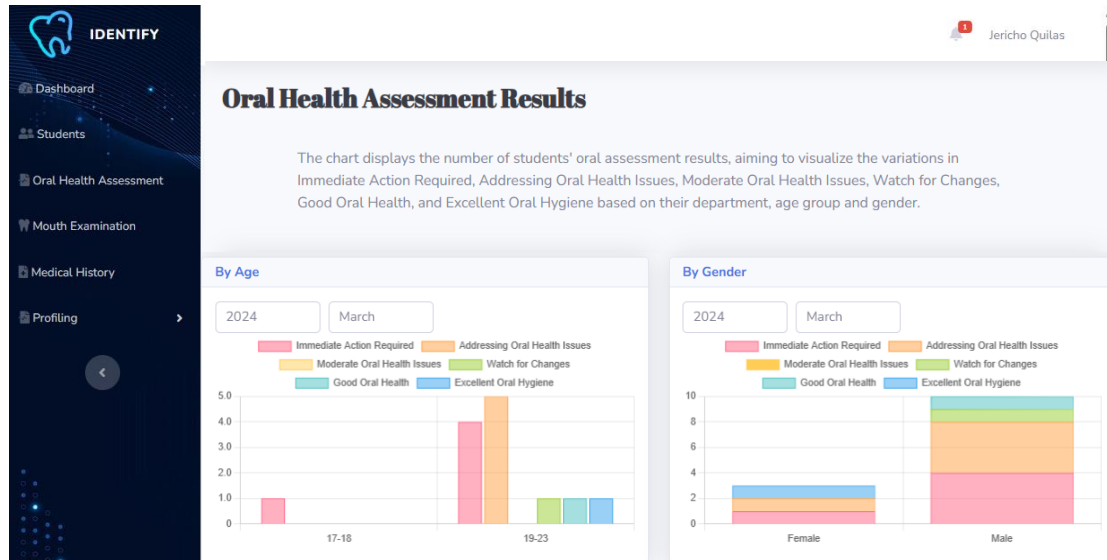 IDENTIFY
1
Jericho Quilas
Dashboard
Students
Oral Health Assessment
Mouth Examination
Medical History
Profiling
Oral Health Assessment Results
The chart displays the number of students' oral assessment results, aiming to visualize the variations in
Immediate Action Required, Addressing Oral Health Issues, Moderate Oral Health Issues, Watch for Changes,
Good Oral Health, and Excellent Oral Hygiene based on their department, age group and gender.
By Age
2024 March
Immediate Action Required Addressing Oral Health Issues
Moderate Oral Health Issues Watch for Changes
Good Oral Health Excellent Oral Hygiene
5.0
4.0
3.0
2.0
1.0
0
17-18 19-23
By Gender
2024 March
Immediate Action Required Addressing Oral Health Issues
Moderate Oral Health Issues Watch for Changes
Good Oral Health Excellent Oral Hygiene
10
8
6
4
2
0
Female Male